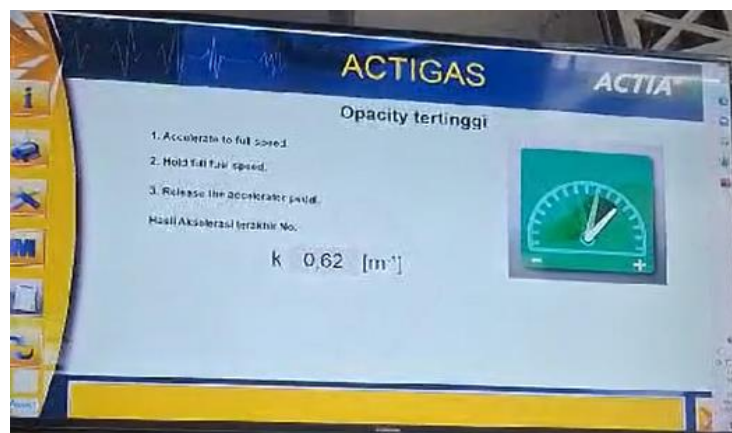 ACTIGAS
ACTIA
Opacity tertinggi
1. Accelerate to full speed.
2. Hold full fuel speed.
3. Release the accelerator pedal.
Hasil Akselerasi terakhir No.
k 0,62 [m⁻¹]